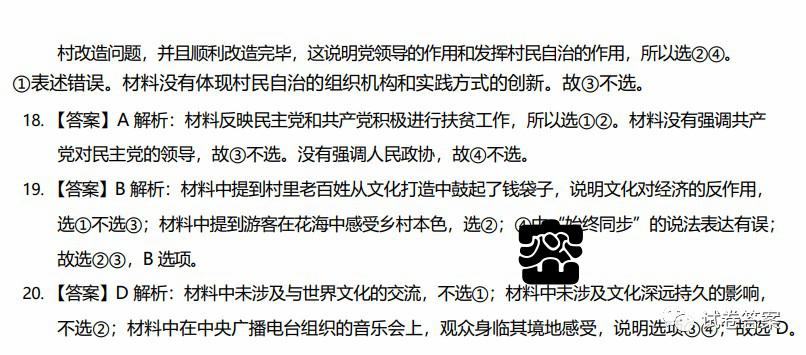 村改造问题，并且顺利改造完毕，这说明党领导的作用和发挥村民自治的作用，所以选②④。
①表述错误。材料没有体现村民自治的组织机构和实践方式的创新。故③不选。
18. 【答案】A 解析：材料反映民主党和共产党积极进行扶贫工作，所以选①②。材料没有强调共产
党对民主党的领导，故③不选。没有强调人民政协，故④不选。
19. 【答案】B 解析：材料中提到村里老百姓从文化打造中鼓起了钱袋子，说明文化对经济的反作用，
选①不选③；材料中提到游客在花海中感受乡村本色，选②；④中“始终同步”的说法表达有误；
故选②③，B 选项。
密
20. 【答案】D 解析：材料中未涉及与世界文化的交流，不选①；材料中未涉及文化深远持久的影响，
不选②；材料中在中央广播电台组织的音乐会上，观众身临其境地感受，说明选项③④，故选 D。
试卷答案